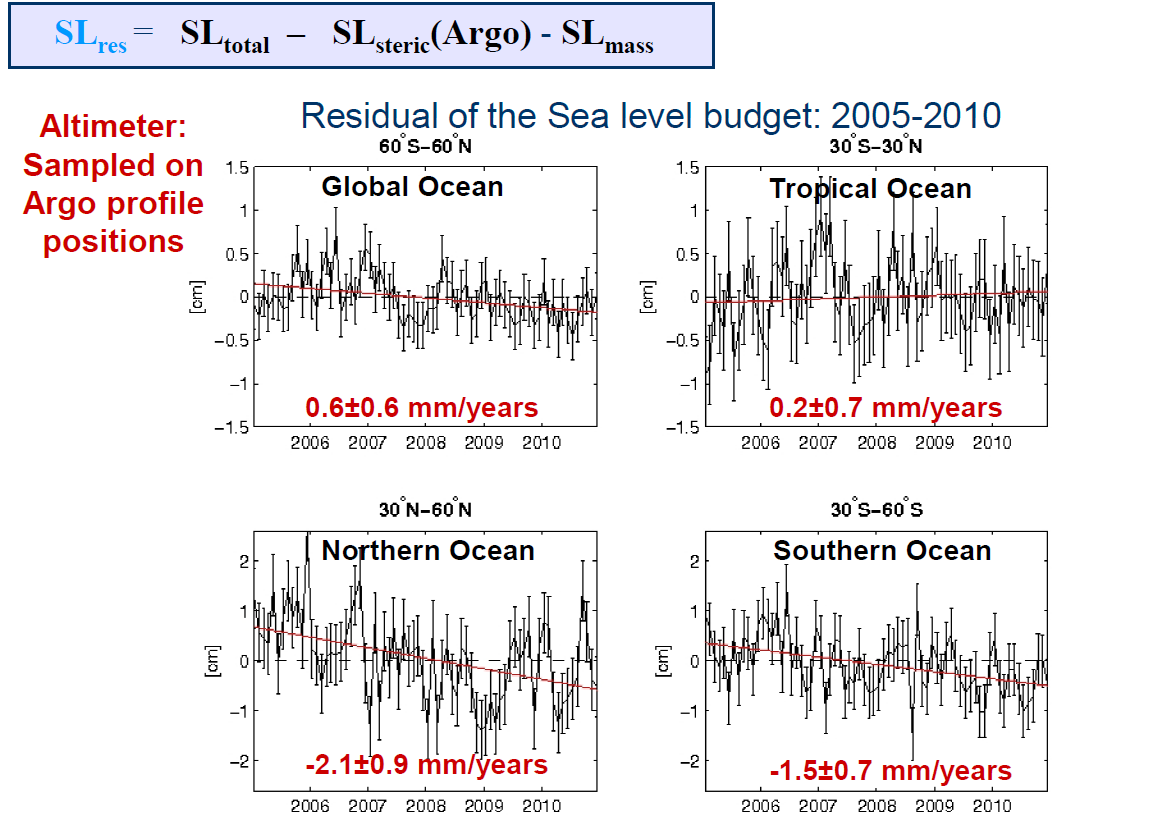 SLres = SLtotal – SLsteric(Argo) - SLmass
Altimeter:
Sampled on
Argo profile
positions
Residual of the Sea level budget: 2005-2010
60°S−60°N
Global Ocean
[cm]
1.5
1
0.5
0
−0.5
−1
−1.5
0.6±0.6 mm/years
2006 2007 2008 2009 2010
30°S−30°N
Tropical Ocean
[cm]
1.5
1
0.5
0
−0.5
−1
−1.5
0.2±0.7 mm/years
2006 2007 2008 2009 2010
30°N−60°N
Northern Ocean
[cm]
2
1
0
−1
−2
-2.1±0.9 mm/years
2006 2007 2008 2009 2010
30°S−60°S
Southern Ocean
[cm]
2
1
0
−1
−2
-1.5±0.7 mm/years
2006 2007 2008 2009 2010